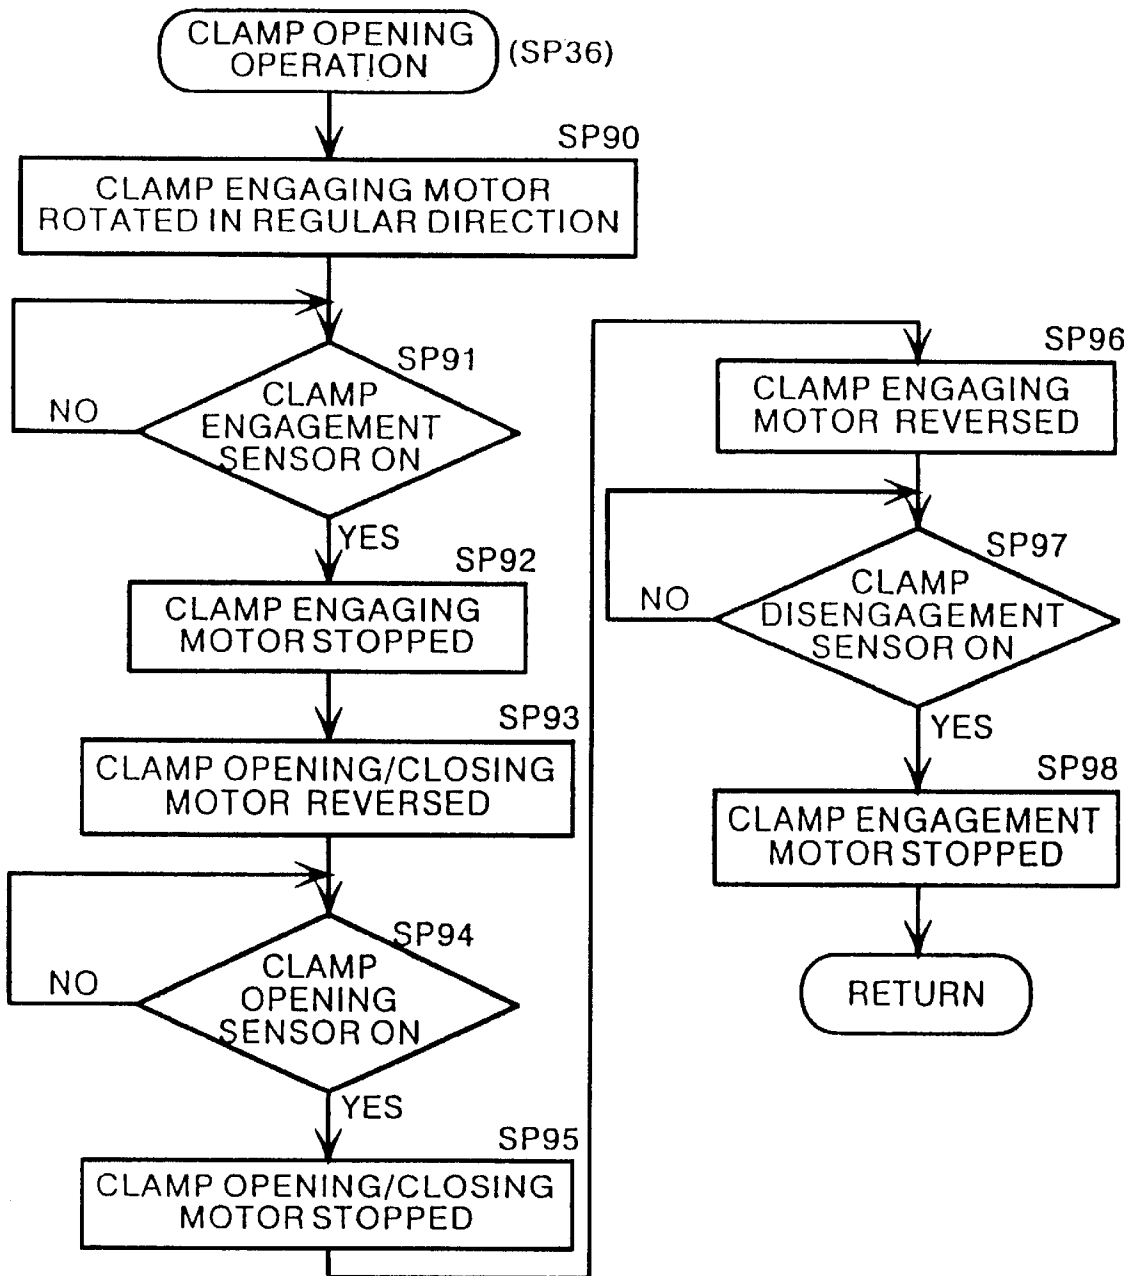 CLAMP OPENING
OPERATION
(SP36)
SP90
CLAMP ENGAGING MOTOR
ROTATED IN REGULAR DIRECTION
SP91
CLAMP
ENGAGEMENT
SENSOR ON
NO
YES
SP92
CLAMP ENGAGING
MOTOR STOPPED
SP93
CLAMP OPENING/CLOSING
MOTOR REVERSED
SP94
CLAMP
OPENING
SENSOR ON
NO
YES
SP95
CLAMP OPENING/CLOSING
MOTOR STOPPED
SP96
CLAMP ENGAGING
MOTOR REVERSED
SP97
CLAMP
DISENGAGEMENT
SENSOR ON
NO
YES
SP98
CLAMP ENGAGEMENT
MOTOR STOPPED
RETURN